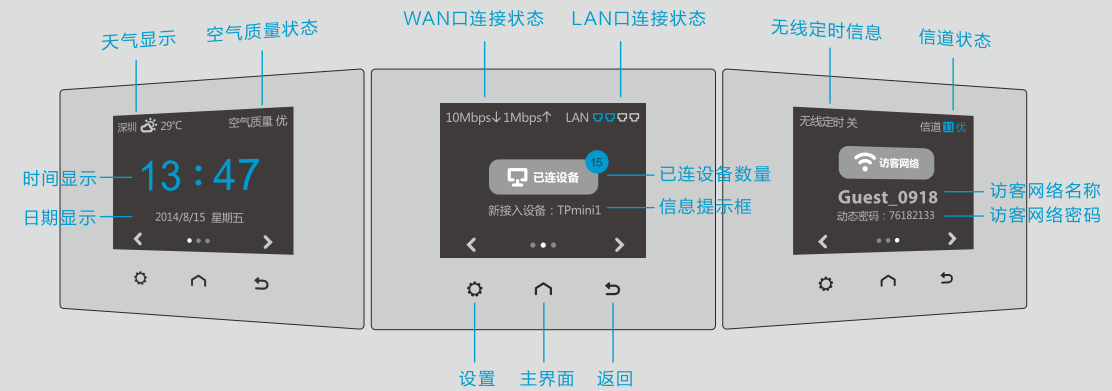 WAN口连接状态
LAN口连接状态
天气显示
空气质量状态
无线定时信息
信道状态
深圳
29℃
空气质量 优
13:47
2014/8/15 星期五
时间显示
日期显示
10Mbps↓1Mbps↑
LAN
15
已连设备
新接入设备:TPmini1
已连设备数量
信息提示框
无线定时 关
信道 11 优
访客网络
Guest_0918
动态密码:76182133
访客网络名称
访客网络密码
设置
主界面
返回